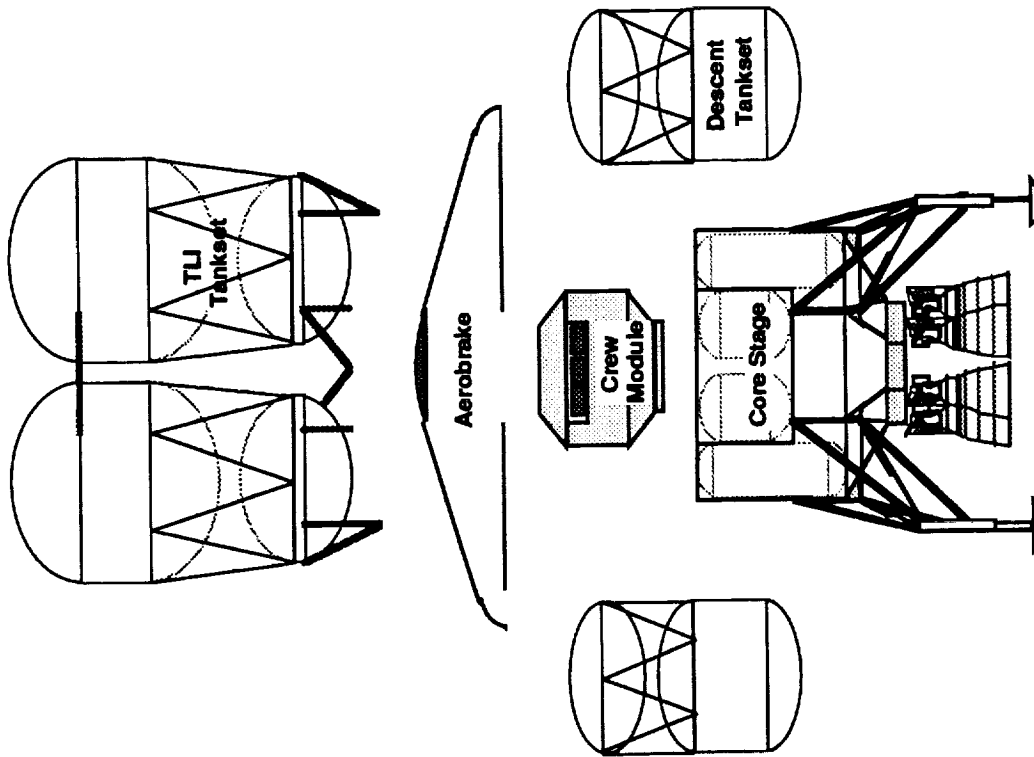 TLI
Tankset
Aerobrake
Crew
Module
Core Stage
Descent
Tankset